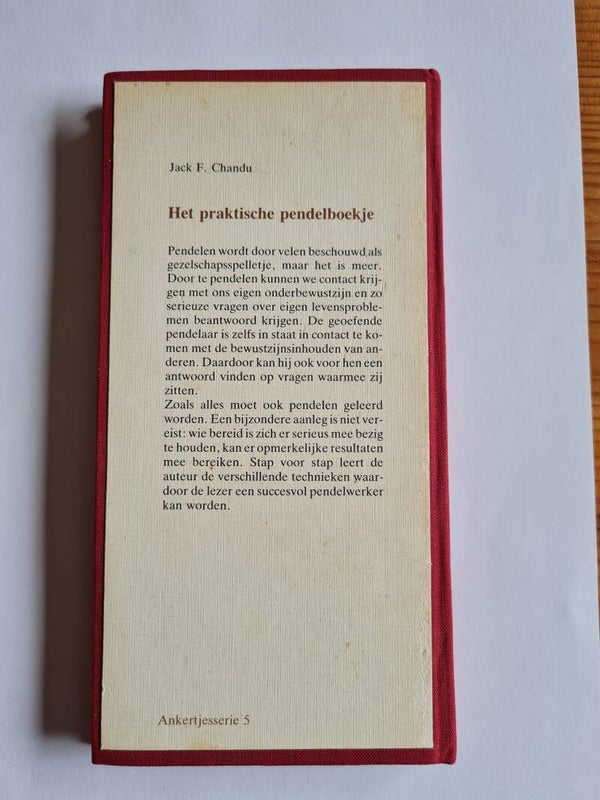 Jack F. Chandu
Het praktische pendelboekje
Pendelen wordt door velen beschouwd als
gezelschapsspelletje, maar het is meer.
Door te pendelen kunnen we contact krij-
gen met ons eigen onderbewustzijn en zo
serieuze vragen over eigen levensproble-
men beantwoord krijgen. De geoefende
pendelaar is zelfs in staat in contact te ko-
men met de bewustzijnsinhouden van an-
deren. Daardoor kan hij ook voor hen een
antwoord vinden op vragen waarmee zij
zitten.
Zoals alles moet ook pendelen geleerd
worden. Een bijzondere aanleg is niet ver-
eist: wie bereid is zich er serieus mee bezig
te houden, kan er opmerkelijke resultaten
mee bereiken. Stap voor stap leert de
auteur de verschillende technieken waar-
door de lezer een succesvol pendelwerker
kan worden.
Ankertjesserie 5